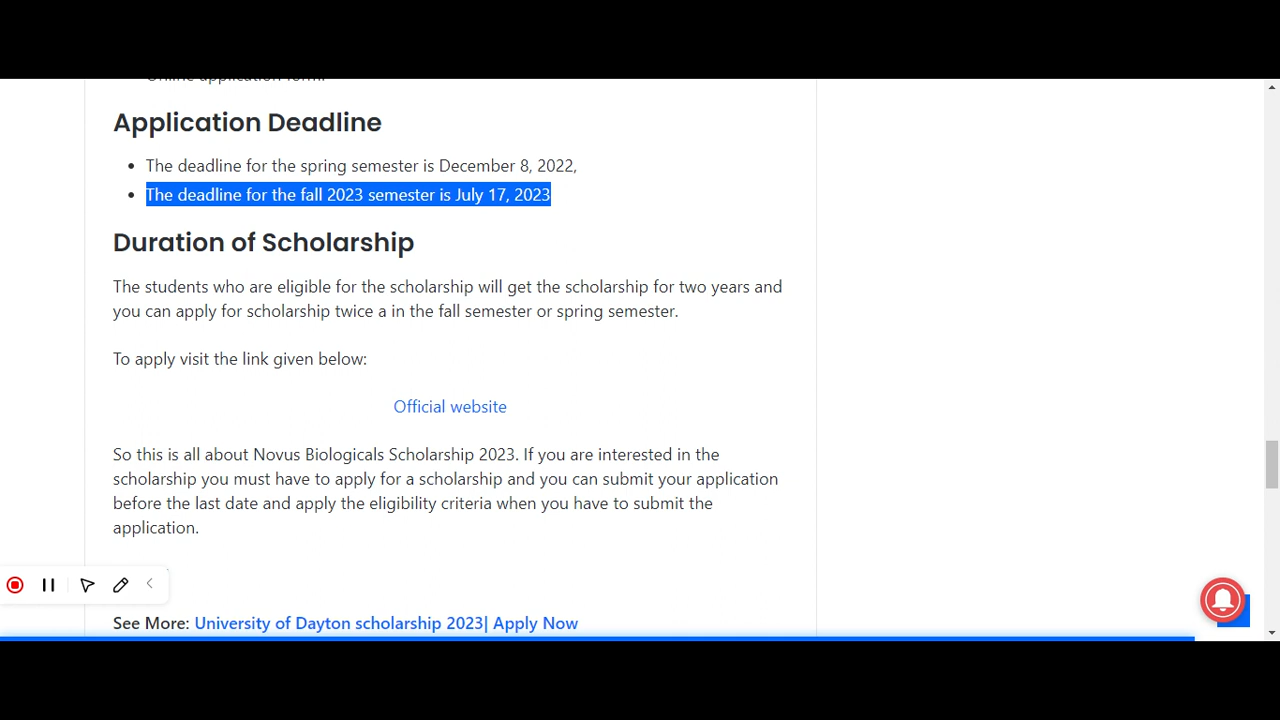 Online application form.
Application Deadline
The deadline for the spring semester is December 8, 2022,
The deadline for the fall 2023 semester is July 17, 2023
Duration of Scholarship
The students who are eligible for the scholarship will get the scholarship for two years and
you can apply for scholarship twice a in the fall semester or spring semester.
To apply visit the link given below:
Official website
So this is all about Novus Biologicals Scholarship 2023. If you are interested in the
scholarship you must have to apply for a scholarship and you can submit your application
before the last date and apply the eligibility criteria when you have to submit the
application.
See More: University of Dayton scholarship 2023| Apply Now